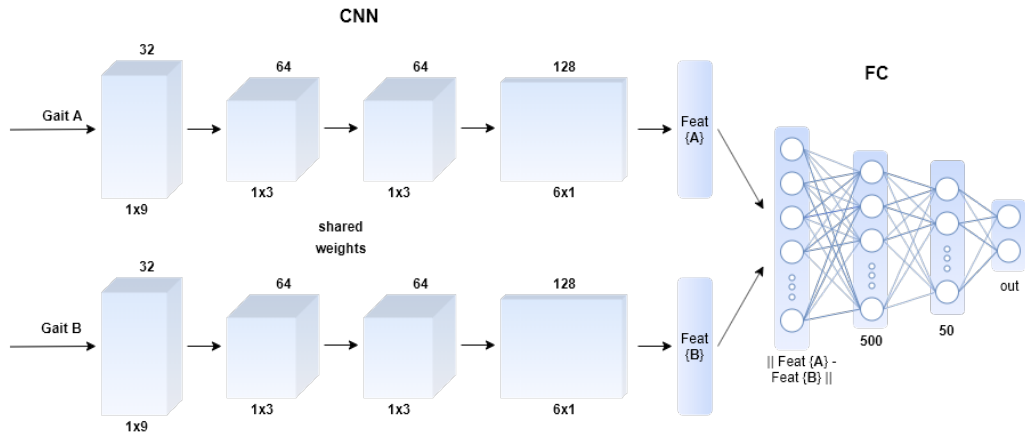 CNN
32
64
64
128
FC
Gait A
Feat
{A}
1x9
1x3
1x3
6x1
shared
weights
32
64
64
128
Gait B
Feat
{B}
1x9
1x3
1x3
6x1
500
50
out
|| Feat {A} -
Feat {B} ||